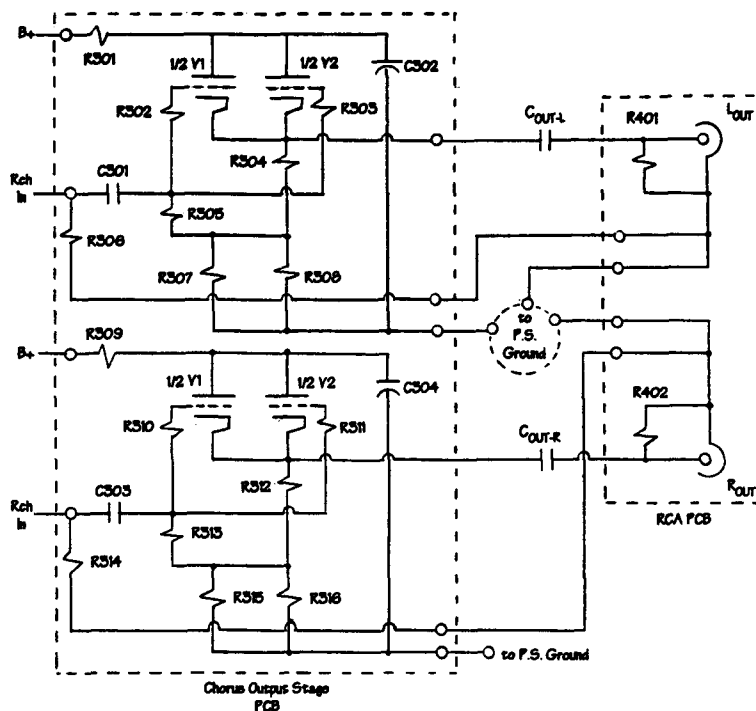 B+
R301
1/2 V1
1/2 V2
C302
R302
R303
R304
C301
Rch
In
R305
R306
R307
R308
COUT-L
R401
LOUT
to
P.S.
Ground
B+
R309
1/2 V1
1/2 V2
C304
R310
R311
R312
C303
Rch
In
R313
R314
R315
R316
COUT-R
R402
ROUT
RCA PCB
to P.S. Ground
Chorus Output Stage
PCB